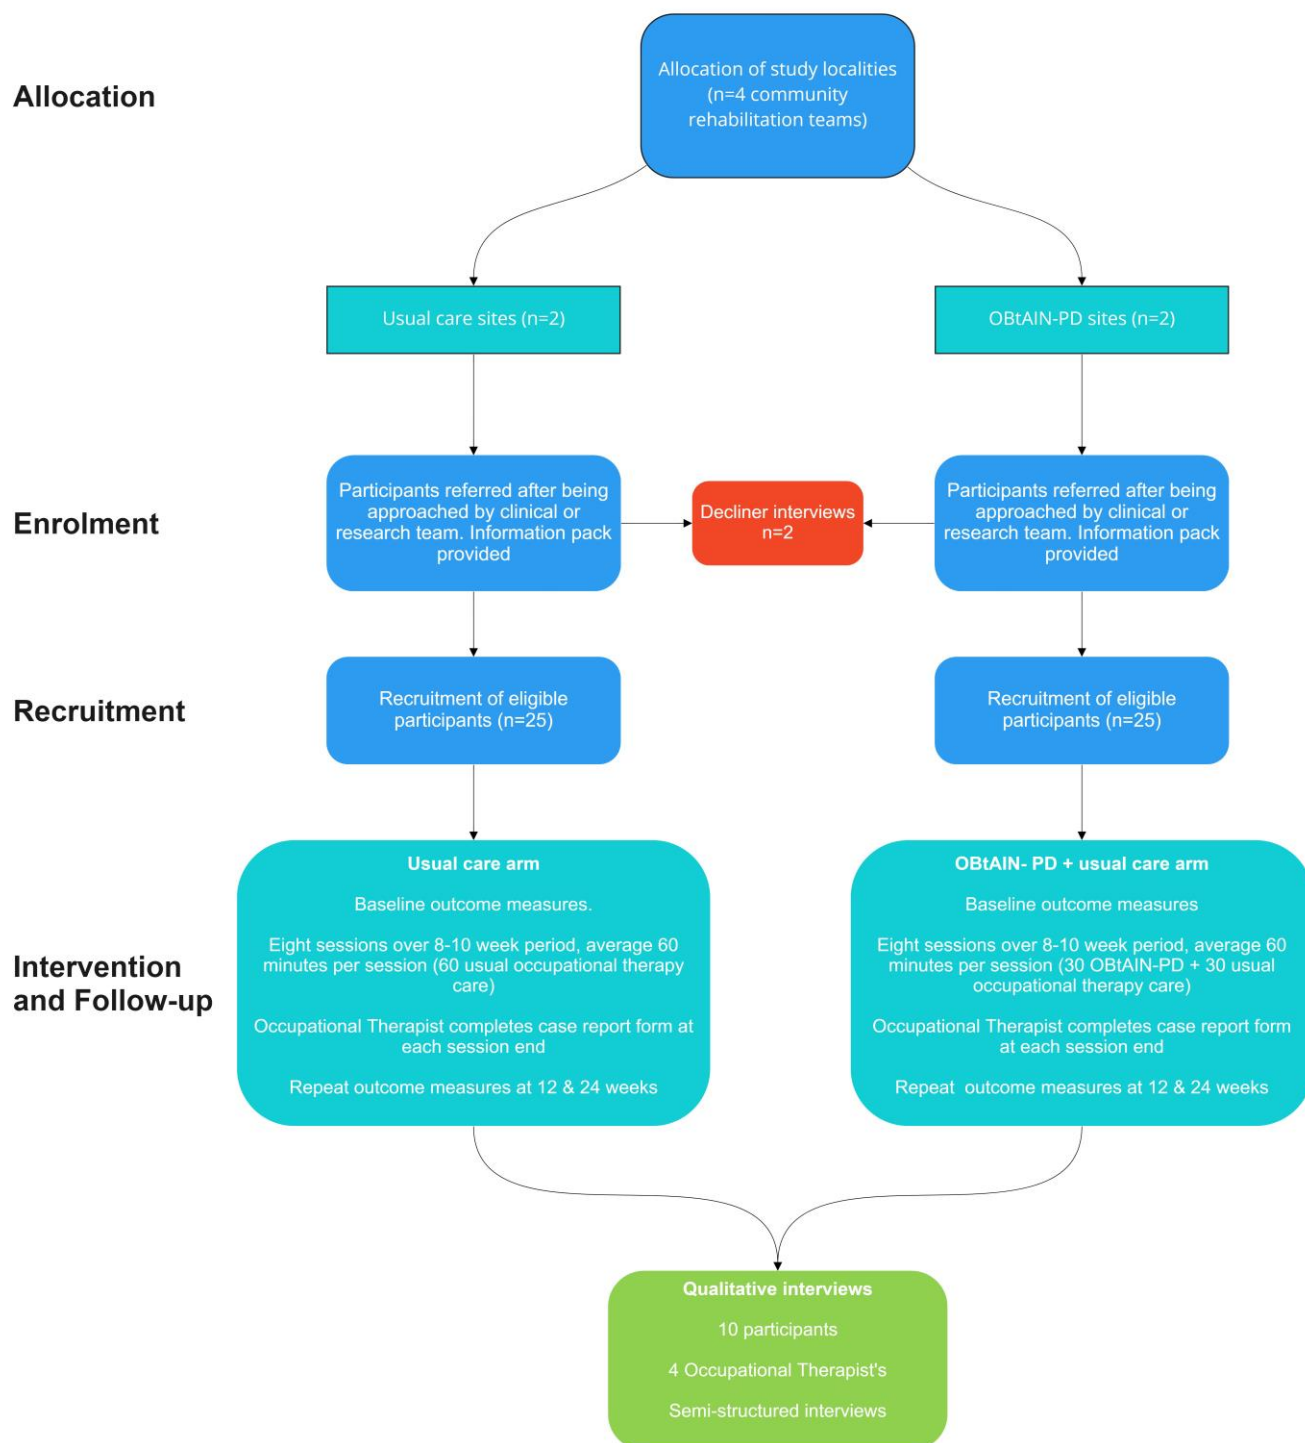 Allocation
Allocation of study localities
(n=4 community
rehabilitation teams)
Usual care sites (n=2)
OBtAIN-PD sites (n=2)
Enrolment
Participants referred after being
approached by clinical or
research team. Information pack
provided
Decliner interviews
n=2
Participants referred after being
approached by clinical or
research team. Information pack
provided
Recruitment
Recruitment of eligible
participants (n=25)
Recruitment of eligible
participants (n=25)
Intervention
and Follow-up
Usual care arm
Baseline outcome measures.
Eight sessions over 8-10 week period, average 60
minutes per session (60 usual occupational therapy
care)
Occupational Therapist completes case report form at
each session end
Repeat outcome measures at 12 & 24 weeks
OBtAIN- PD + usual care arm
Baseline outcome measures
Eight sessions over 8-10 week period, average 60
minutes per session (30 OBtAIN-PD + 30 usual
occupational therapy care)
Occupational Therapist completes case report form
at each session end
Repeat  outcome measures at 12 & 24 weeks
Qualitative interviews
10 participants
4 Occupational Therapist's
Semi-structured interviews